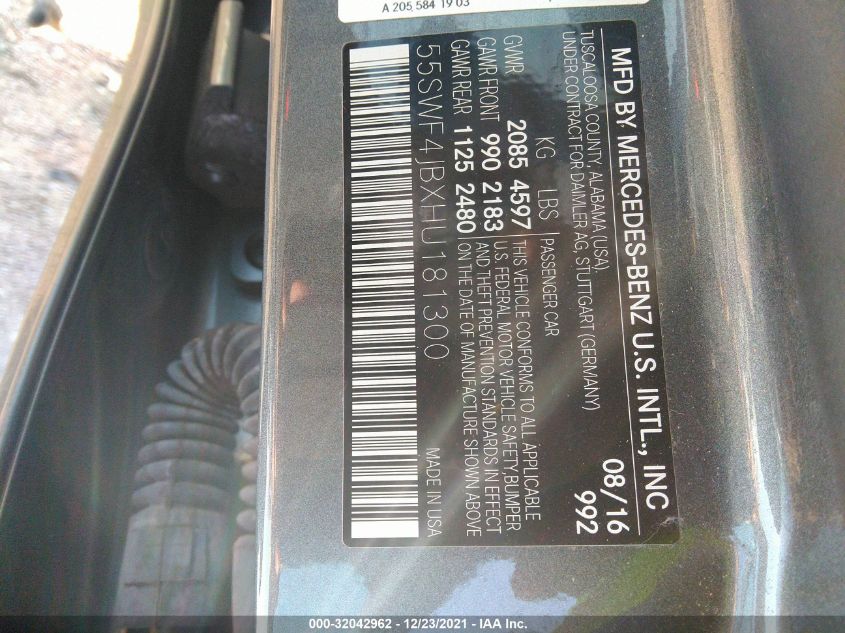 A 205 584 19 03
MFD BY MERCEDES-BENZ U.S. INTL., INC
TUSCALOOSA COUNTY, ALABAMA (USA),
UNDER CONTRACT FOR DAIMLER AG, STUTTGART (GERMANY)
08/16
992
KG LBS PASSENGER CAR
GVWR 2085 4597 THIS VEHICLE CONFORMS TO ALL APPLICABLE
GAWR FRONT 990 2183 U.S. FEDERAL MOTOR VEHICLE SAFETY, BUMPER
AND THEFT PREVENTION STANDARDS IN EFFECT
GAWR REAR 1125 2480 ON THE DATE OF MANUFACTURE SHOWN ABOVE
55SWF4JBXHU181300 MADE IN USA
000-32042962 - 12/23/2021 - IAA Inc.